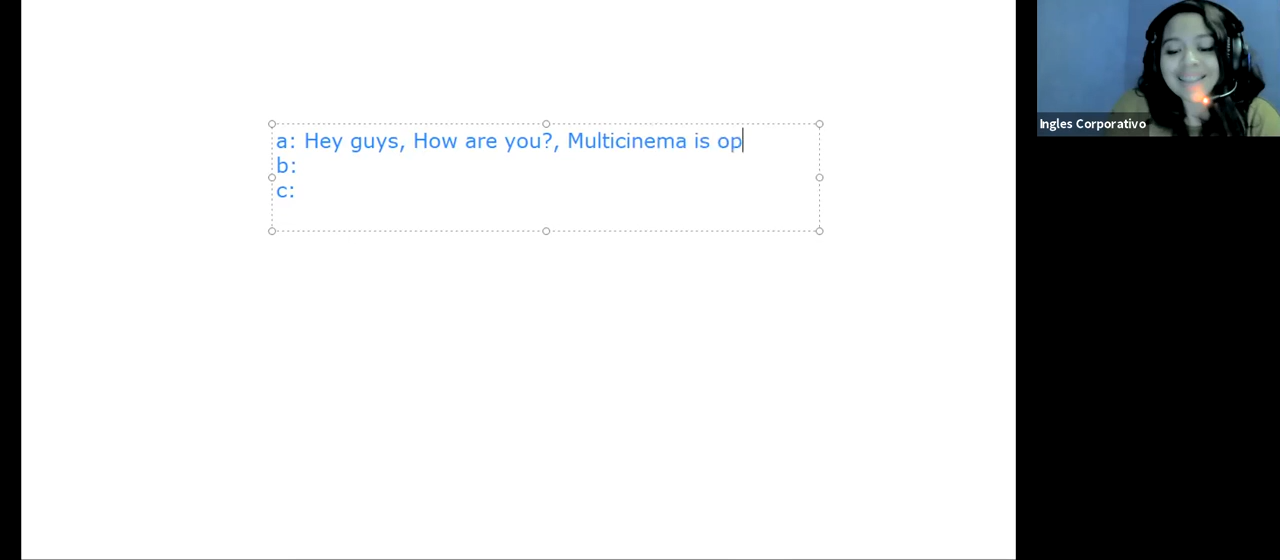 a: Hey guys, How are you?, Multicinema is op
b:
c:
Ingles Corporativo